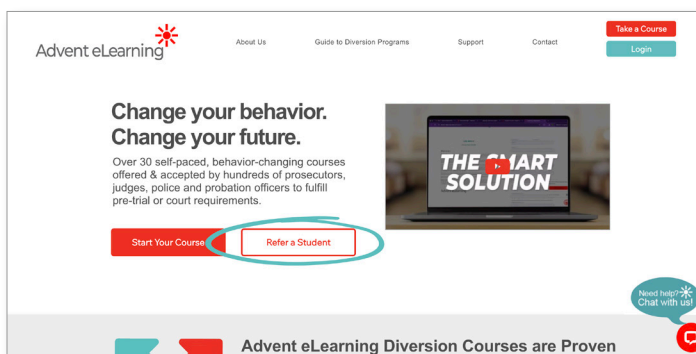 Advent eLearning
About Us
Guide to Diversion Programs
Support
Contact
Take a Course
Login
Change your behavior.
Change your future.
Over 30 self-paced, behavior-changing courses
offered & accepted by hundreds of prosecutors,
judges, police and probation officers to fulfill
pre-trial or court requirements.
THE SMART
SOLUTION
Start Your Course
Refer a Student
Need help?
Chat with us!
Advent eLearning Diversion Courses are Proven